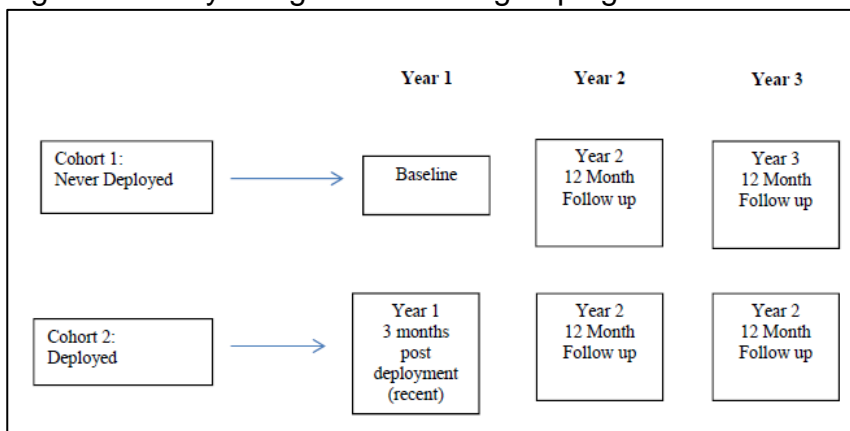 Year 1 Year 2 Year 3
Cohort 1:
Never Deployed
Baseline
Year 2
12 Month
Follow up
Year 3
12 Month
Follow up
Cohort 2:
Deployed
Year 1
3 months
post
deployment
(recent)
Year 2
12 Month
Follow up
Year 2
12 Month
Follow up